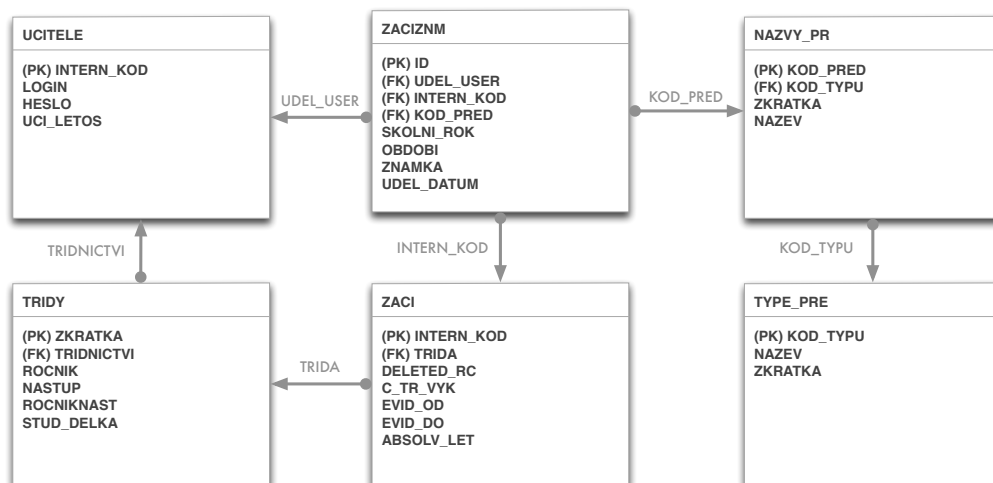 UCITELE
(PK) INTERN_KOD
LOGIN
HESLO
UCI_LETOS
UDEL_USER
ZACIZNM
(PK) ID
(FK) UDEL_USER
(FK) INTERN_KOD
(FK) KOD_PRED
SKOLNI_ROK
OBDOBI
ZNAMKA
UDEL_DATUM
KOD_PRED
NAZVY_PR
(PK) KOD_PRED
(FK) KOD_TYPU
ZKRATKA
NAZEV
TRIDNICTVI
INTERN_KOD
KOD_TYPU
TRIDY
(PK) ZKRATKA
(FK) TRIDNICTVI
ROCNIK
NASTUP
ROCNIKNAST
STUD_DELKA
TRIDA
ZACI
(PK) INTERN_KOD
(FK) TRIDA
DELETED_RC
C_TR_VYK
EVID_OD
EVID_DO
ABSOLV_LET
TYPE_PRE
(PK) KOD_TYPU
NAZEV
ZKRATKA